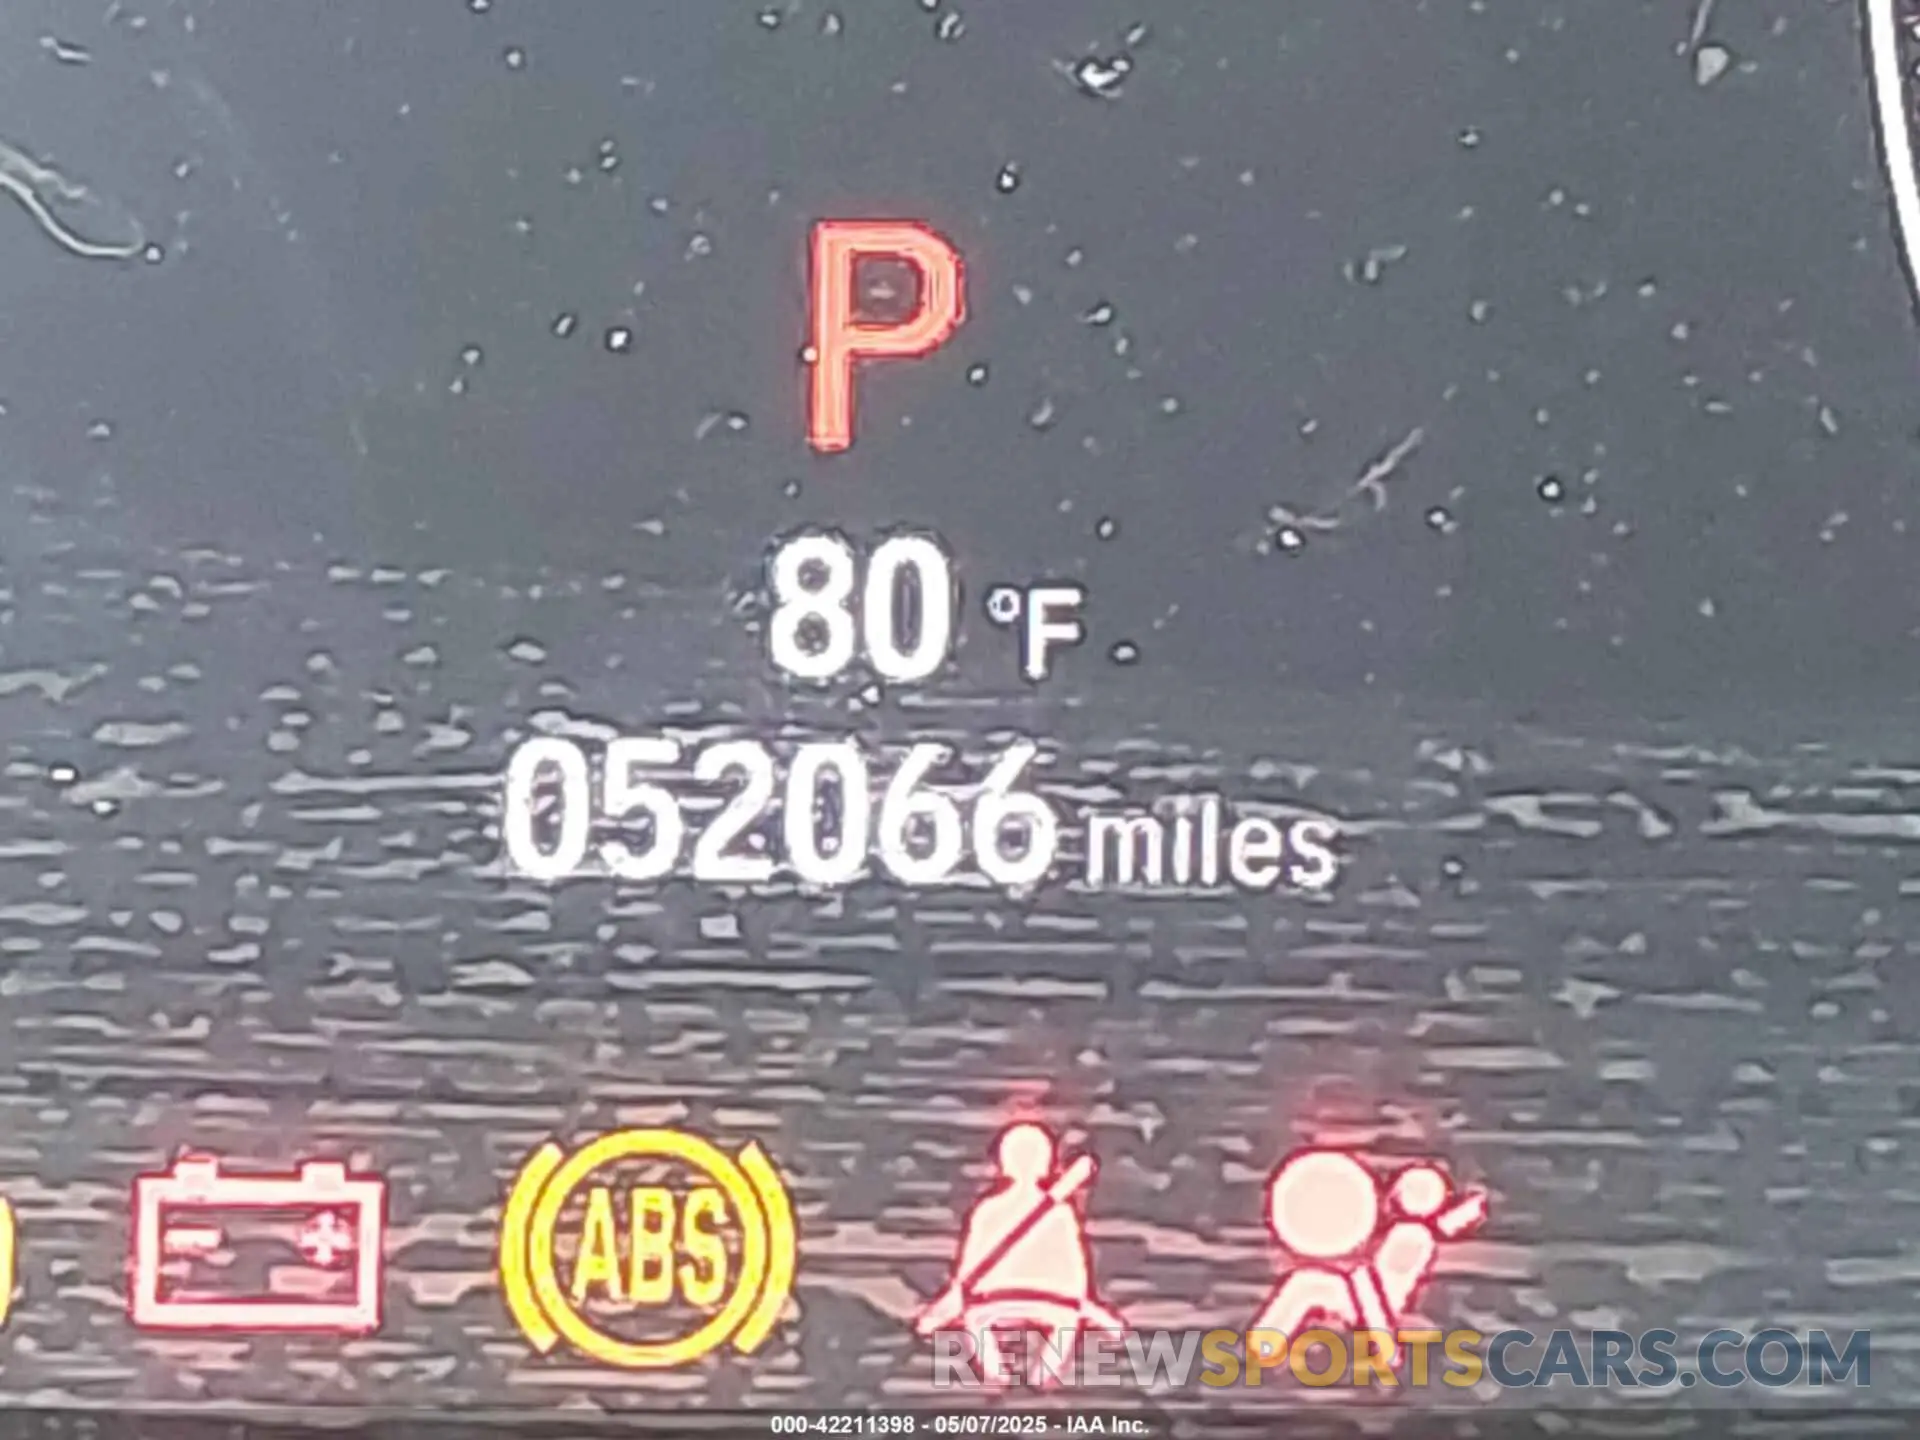 P
80 °F
052066 miles
ABS
RENEWSPORTSCARS.COM
000-42211398 - 05/07/2025 - IAA Inc.